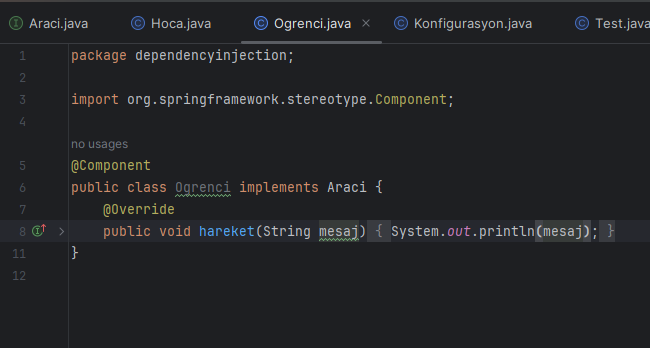 Araci.java Hoca.java Ogrenci.java Konfigurasyon.java Test.java
1 package dependencyinjection;
2
3 import org.springframework.stereotype.Component;
4
no usages
5 @Component
6 public class Ogrenci implements Araci {
7 @Override
8 public void hareket(String mesaj) { System.out.println(mesaj); }
11 }
12